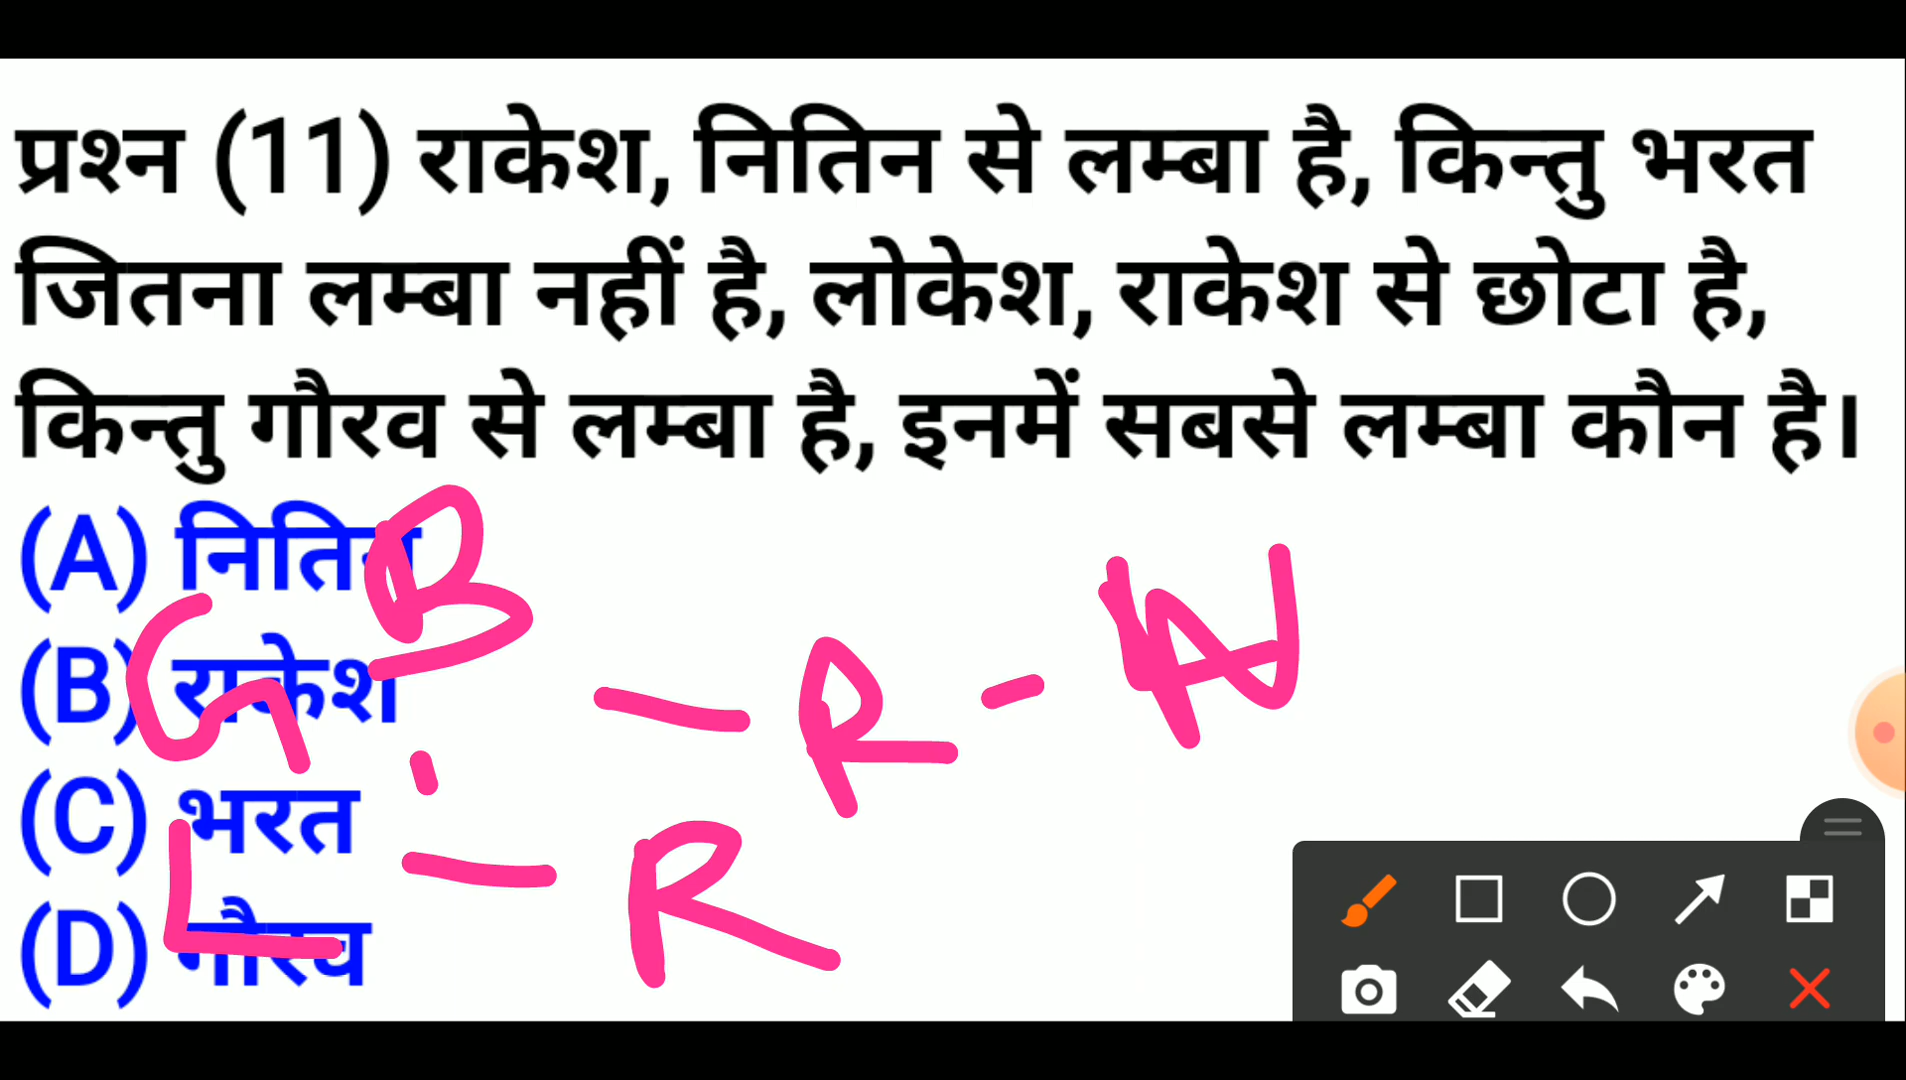 प्रश्न (11) राकेश, नितिन से लम्बा है, किन्तु भरत
जितना लम्बा नहीं है, लोकेश, राकेश से छोटा है,
किन्तु गौरव से लम्बा है, इनमें सबसे लम्बा कौन है।
(A) नितिन
B
(B) राकेश
G
– R - N
(C) भरत
L – R
(D) गौरव